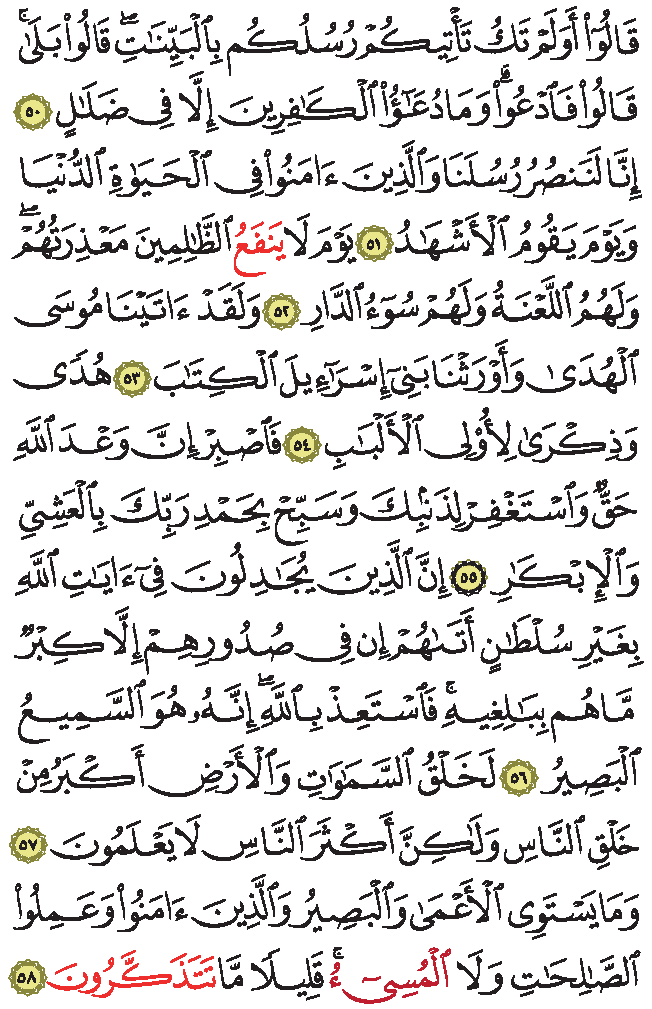 قَالُوٓاْ أَوَلَمۡ تَكُ تَأۡتِيكُمۡ رُسُلُكُم بِٱلۡبَيِّنَٰتِۖ قَالُواْ بَلَىٰۚ
قَالُواْ فَٱدۡعُواْۗ وَمَا دُعَٰٓؤُاْ ٱلۡكَٰفِرِينَ إِلَّا فِي ضَلَٰلٍ ٥٠
إِنَّا لَنَنصُرُ رُسُلَنَا وَٱلَّذِينَ ءَامَنُواْ فِي ٱلۡحَيَوٰةِ ٱلدُّنۡيَا
وَيَوۡمَ يَقُومُ ٱلۡأَشۡهَٰدُ ٥١ يَوۡمَ لَا يَنفَعُ ٱلظَّٰلِمِينَ مَعۡذِرَتُهُمۡۖ
وَلَهُمُ ٱللَّعۡنَةُ وَلَهُمۡ سُوٓءُ ٱلدَّارِ ٥٢ وَلَقَدۡ ءَاتَيۡنَا مُوسَى
ٱلۡهُدَىٰ وَأَوۡرَثۡنَا بَنِيٓ إِسۡرَٰٓءِيلَ ٱلۡكِتَٰبَ ٥٣ هُدٗى
وَذِكۡرَىٰ لِأُوْلِي ٱلۡأَلۡبَٰبِ ٥٤ فَٱصۡبِرۡ إِنَّ وَعۡدَ ٱللَّهِ
حَقّٞ وَٱسۡتَغۡفِرۡ لِذَنۢبِكَ وَسَبِّحۡ بِحَمۡدِ رَبِّكَ بِٱلۡعَشِيِّ
وَٱلۡإِبۡكَٰرِ ٥٥ إِنَّ ٱلَّذِينَ يُجَٰدِلُونَ فِيٓ ءَايَٰتِ ٱللَّهِ
بِغَيۡرِ سُلۡطَٰنٍ أَتَىٰهُمۡ إِن فِي صُدُورِهِمۡ إِلَّا كِبۡرٞ
مَّا هُم بِبَٰلِغِيهِۚ فَٱسۡتَعِذۡ بِٱللَّهِۖ إِنَّهُۥ هُوَ ٱلسَّمِيعُ
ٱلۡبَصِيرُ ٥٦ لَخَلۡقُ ٱلسَّمَٰوَٰتِ وَٱلۡأَرۡضِ أَكۡبَرُ مِنۡ
خَلۡقِ ٱلنَّاسِ وَلَٰكِنَّ أَكۡثَرَ ٱلنَّاسِ لَا يَعۡلَمُونَ ٥٧
وَمَا يَسۡتَوِي ٱلۡأَعۡمَىٰ وَٱلۡبَصِيرُ وَٱلَّذِينَ ءَامَنُواْ وَعَمِلُواْ
ٱلصَّٰلِحَٰتِ وَلَا ٱلۡمُسِيٓءُۚ قَلِيلٗا مَّا تَتَذَكَّرُونَ ٥٨